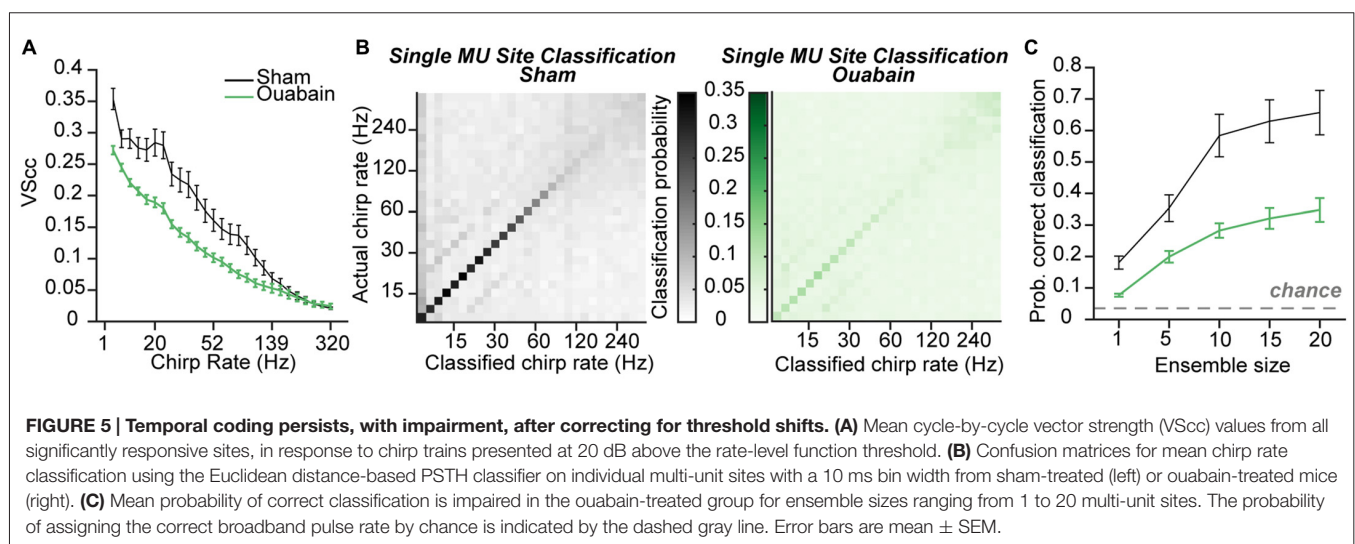 A
0.4
0.35
0.3
0.25
0.2
0.15
0.1
0.05
0
VScc
Sham
Ouabain
1 20 52 139 320
Chirp Rate (Hz)
B
Single MU Site Classification
Sham
Actual chirp rate (Hz)
240
120
60
30
15
15 30 60 120 240
Classified chirp rate (Hz)
Classification probability
0.35
0.3
0.25
0.2
0.15
0.1
0.05
0
Single MU Site Classification
Ouabain
15 30 60 120 240
Classified chirp rate (Hz)
C
0.8
0.7
0.6
0.5
0.4
0.3
0.2
0.1
0
Prob. correct classification
chance
1 5 10 15 20
Ensemble size
FIGURE 5 | Temporal coding persists, with impairment, after correcting for threshold shifts. (A) Mean cycle-by-cycle vector strength (VScc) values from all
significantly responsive sites, in response to chirp trains presented at 20 dB above the rate-level function threshold. (B) Confusion matrices for mean chirp rate
classification using the Euclidean distance-based PSTH classifier on individual multi-unit sites with a 10 ms bin width from sham-treated (left) or ouabain-treated mice
(right). (C) Mean probability of correct classification is impaired in the ouabain-treated group for ensemble sizes ranging from 1 to 20 multi-unit sites. The probability
of assigning the correct broadband pulse rate by chance is indicated by the dashed gray line. Error bars are mean ± SEM.